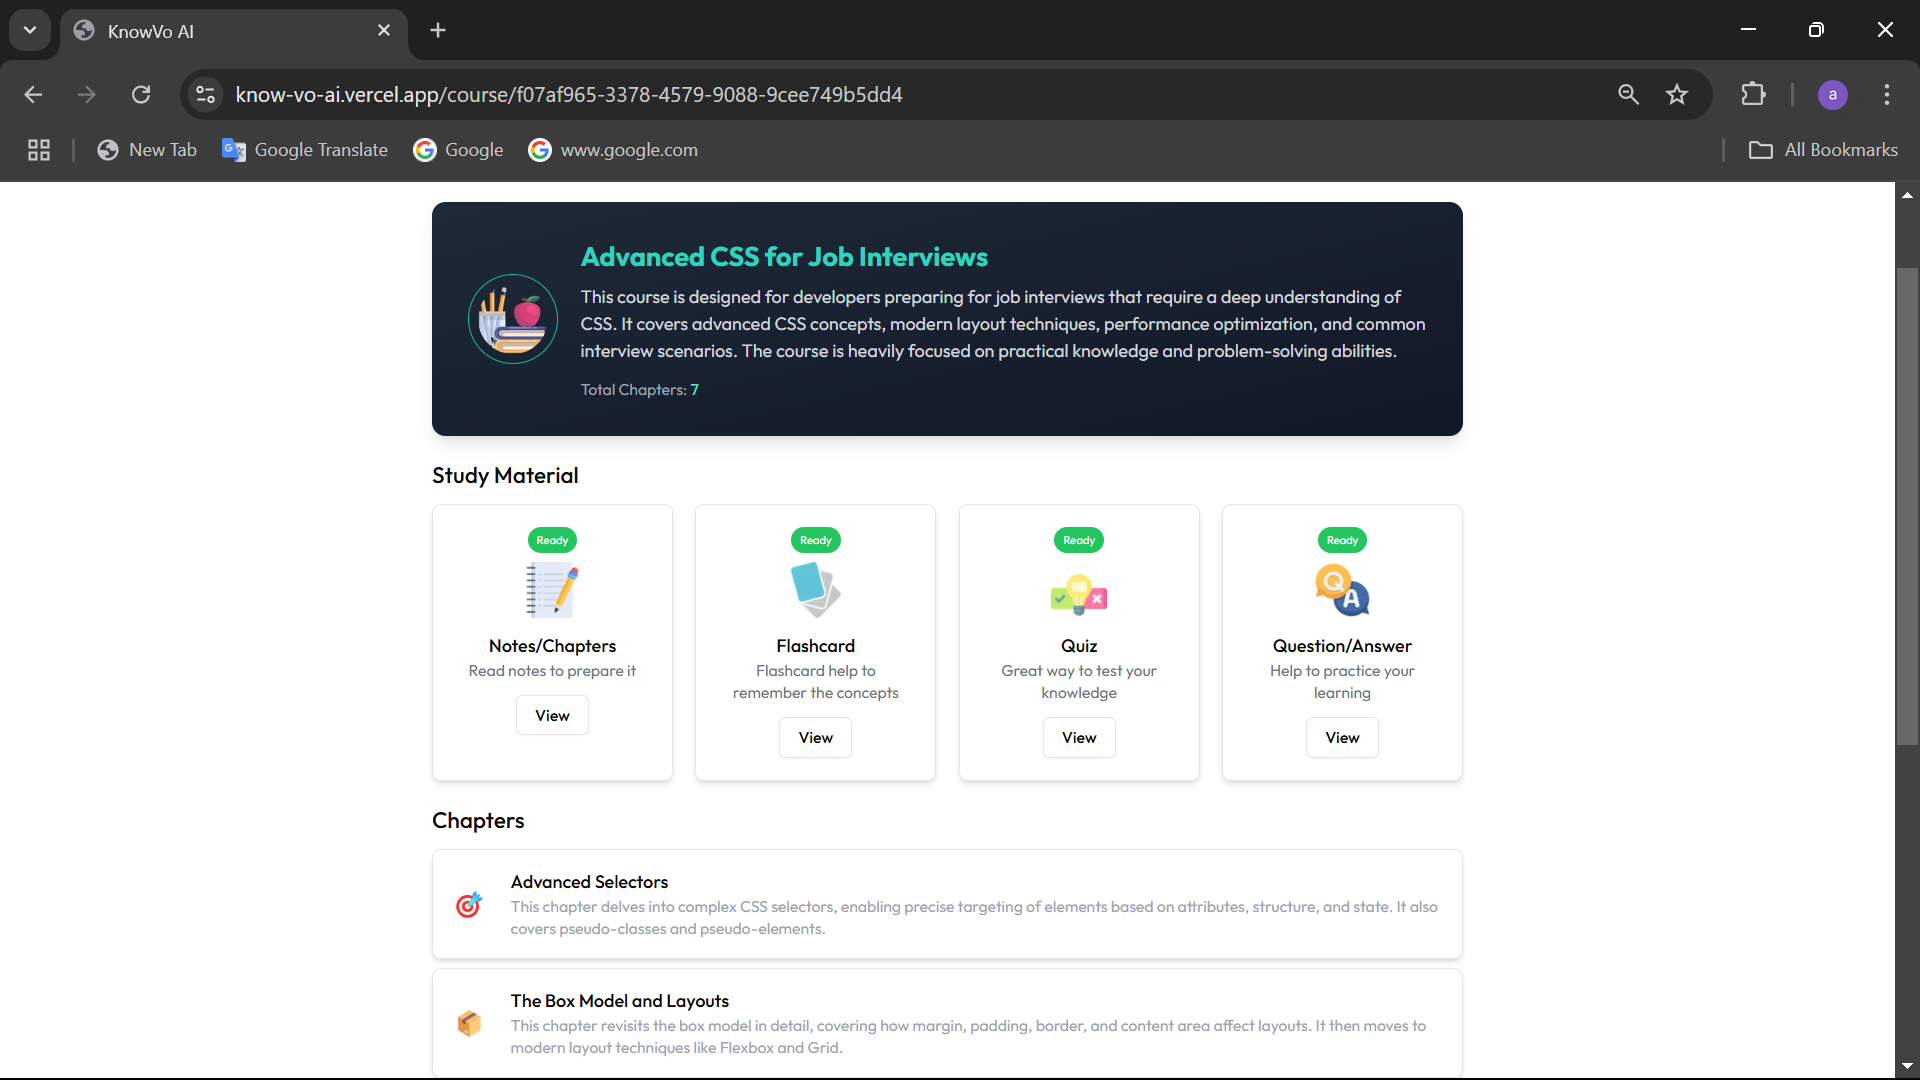 KnowVo AI
know-vo-ai.vercel.app/course/f07af965-3378-4579-9088-9cee749b5dd4
a
New Tab
Google Translate
Google
www.google.com
All Bookmarks
Advanced CSS for Job Interviews
This course is designed for developers preparing for job interviews that require a deep understanding of
CSS. It covers advanced CSS concepts, modern layout techniques, performance optimization, and common
interview scenarios. The course is heavily focused on practical knowledge and problem-solving abilities.
Total Chapters: 7
Study Material
Ready
Notes/Chapters
Read notes to prepare it
View
Ready
Flashcard
Flashcard help to
remember the concepts
View
Ready
Quiz
Great way to test your
knowledge
View
Ready
Q
A
Question/Answer
Help to practice your
learning
View
Chapters
Advanced Selectors
This chapter delves into complex CSS selectors, enabling precise targeting of elements based on attributes, structure, and state. It also
covers pseudo-classes and pseudo-elements.
The Box Model and Layouts
This chapter revisits the box model in detail, covering how margin, padding, border, and content area affect layouts. It then moves to
modern layout techniques like Flexbox and Grid.